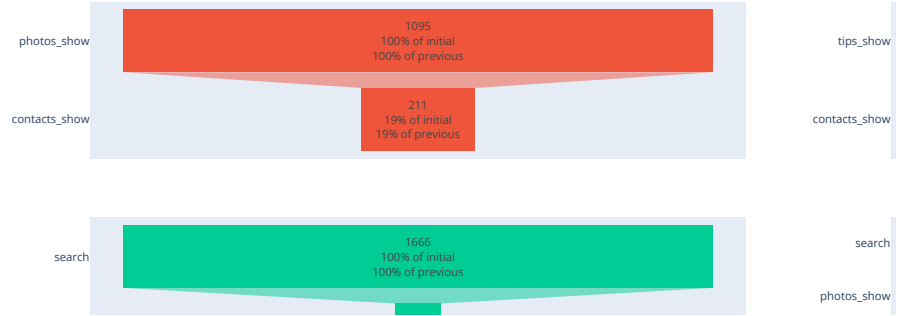 photos_show
1095
100% of initial
100% of previous
contacts_show
211
19% of initial
19% of previous
tips_show
contacts_show
search
1666
100% of initial
100% of previous
search
photos_show